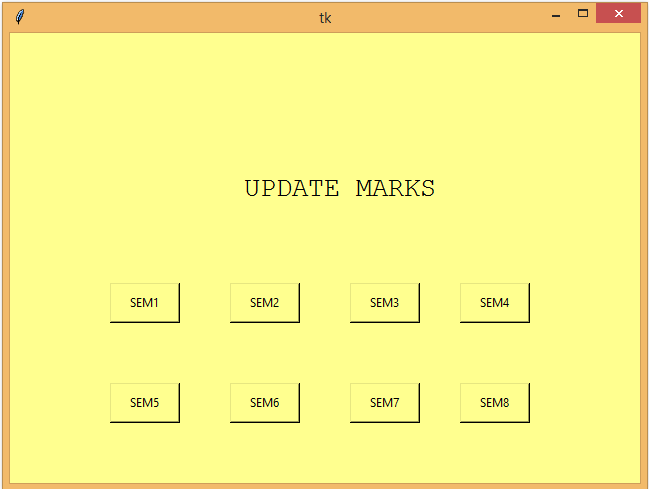 tk
UPDATE MARKS
SEM1 SEM2 SEM3 SEM4
SEM5 SEM6 SEM7 SEM8